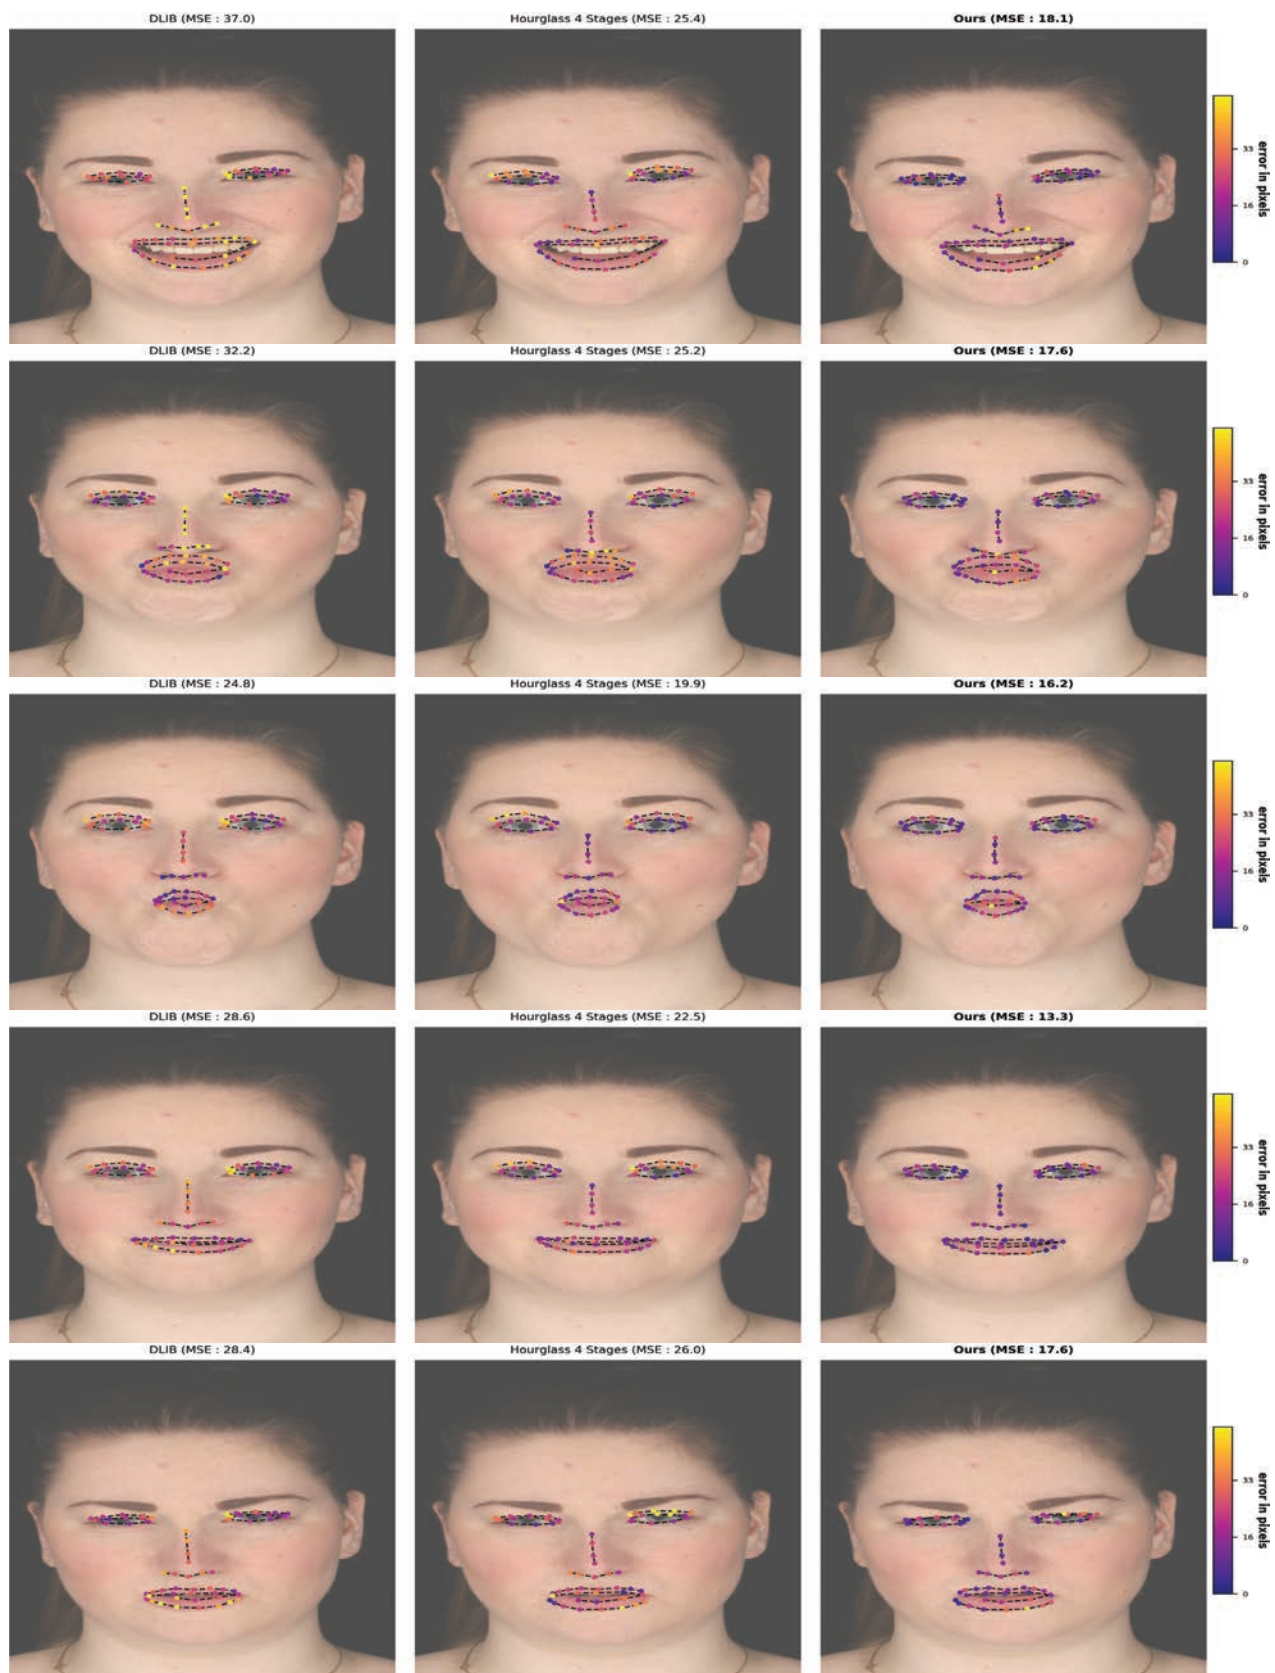 DLIB (MSE : 37.0)
Hourglass 4 Stages (MSE : 25.4)
Ours (MSE : 18.1)
33
16
0
error in pixels
DLIB (MSE : 32.2)
Hourglass 4 Stages (MSE : 25.2)
Ours (MSE : 17.6)
33
16
0
error in pixels
DLIB (MSE : 24.8)
Hourglass 4 Stages (MSE : 19.9)
Ours (MSE : 16.2)
33
16
0
error in pixels
DLIB (MSE : 28.6)
Hourglass 4 Stages (MSE : 22.5)
Ours (MSE : 13.3)
33
16
0
error in pixels
DLIB (MSE : 28.4)
Hourglass 4 Stages (MSE : 26.0)
Ours (MSE : 17.6)
33
16
0
error in pixels